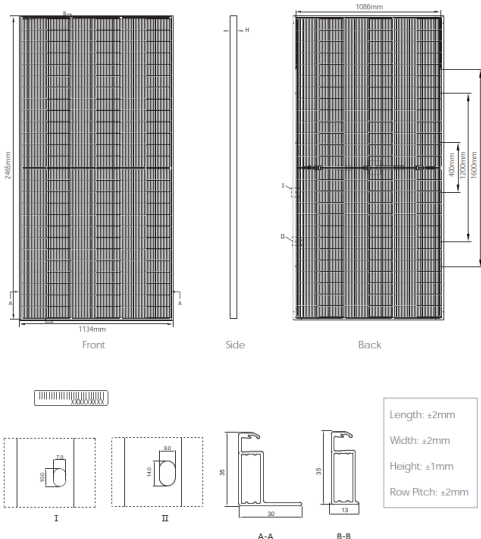 B
1086mm
H
2465mm
400mm
1200mm
1600mm
I
II
A
A
1134mm
Front
Side
Back
Length: ±2mm
Width: ±2mm
Height: ±1mm
Row Pitch: ±2mm
7.0
10.0
I
9.0
14.0
II
35
30
A-A
35
13
B-B